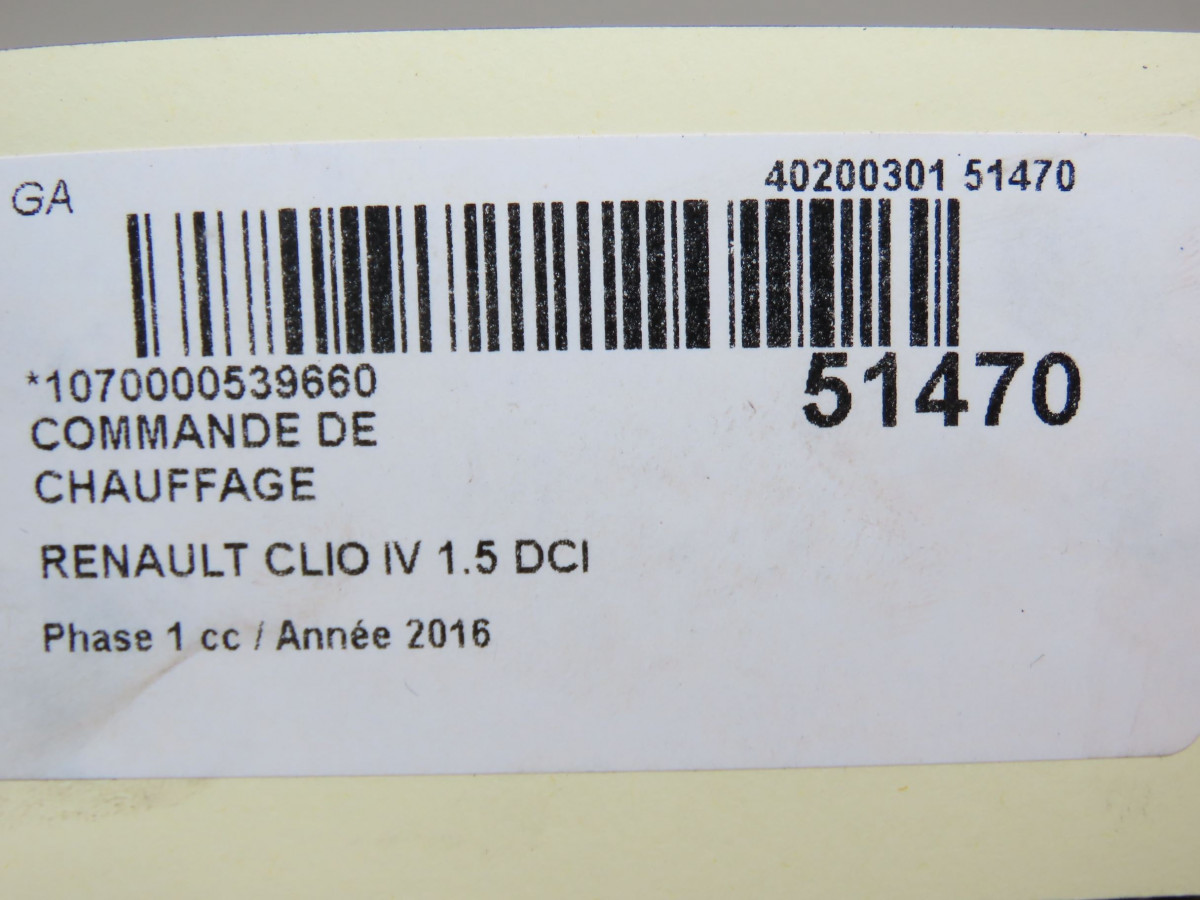 GA
40200301 51470
*1070000539660
51470
COMMANDE DE
CHAUFFAGE
RENAULT CLIO IV 1.5 DCI
Phase 1 cc / Année 2016